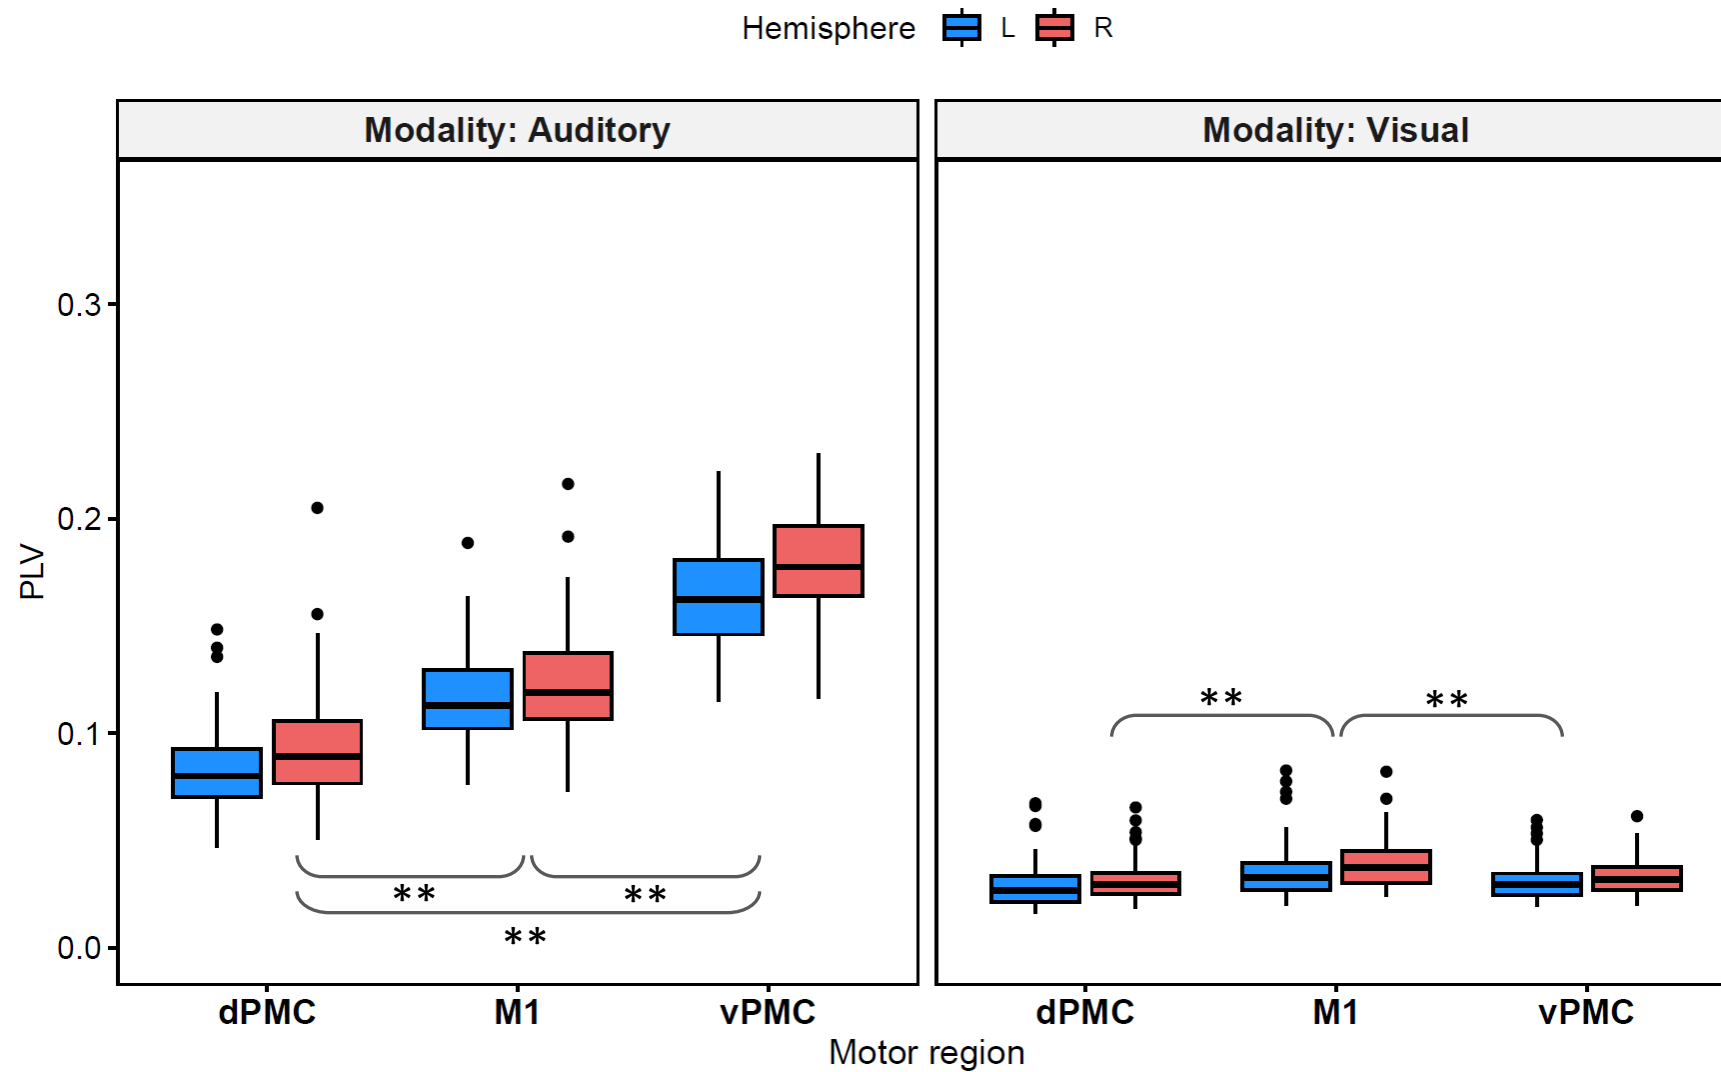 Hemisphere L R
Modality: Auditory
Modality: Visual
0.3
0.2
0.1
0.0
PLV
**
**
**
**
**
dPMC M1 vPMC
dPMC M1 vPMC
Motor region